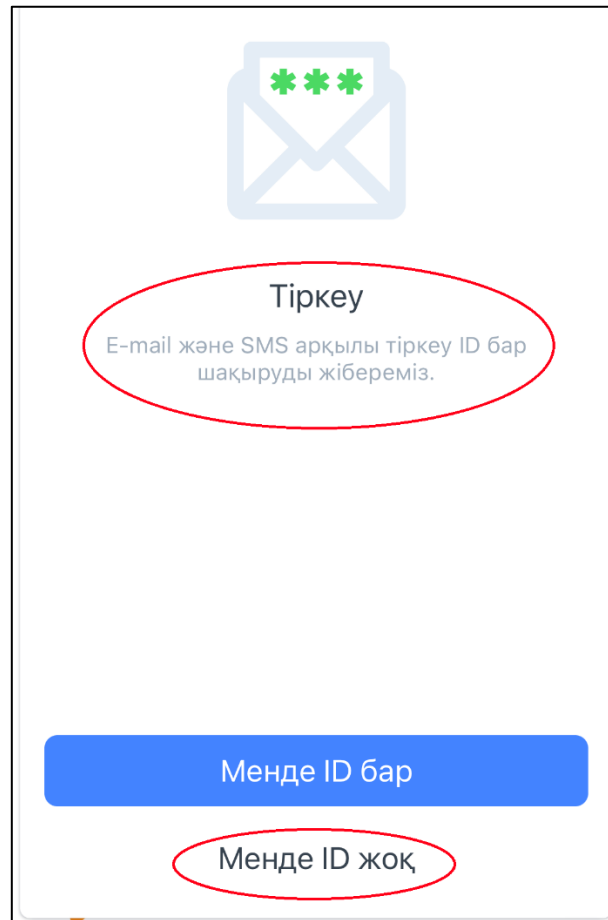 ***
Тіркеу
E-mail және SMS арқылы тіркеу ID бар
шақыруды жібереміз.
Менде ID бар
Менде ID жоқ